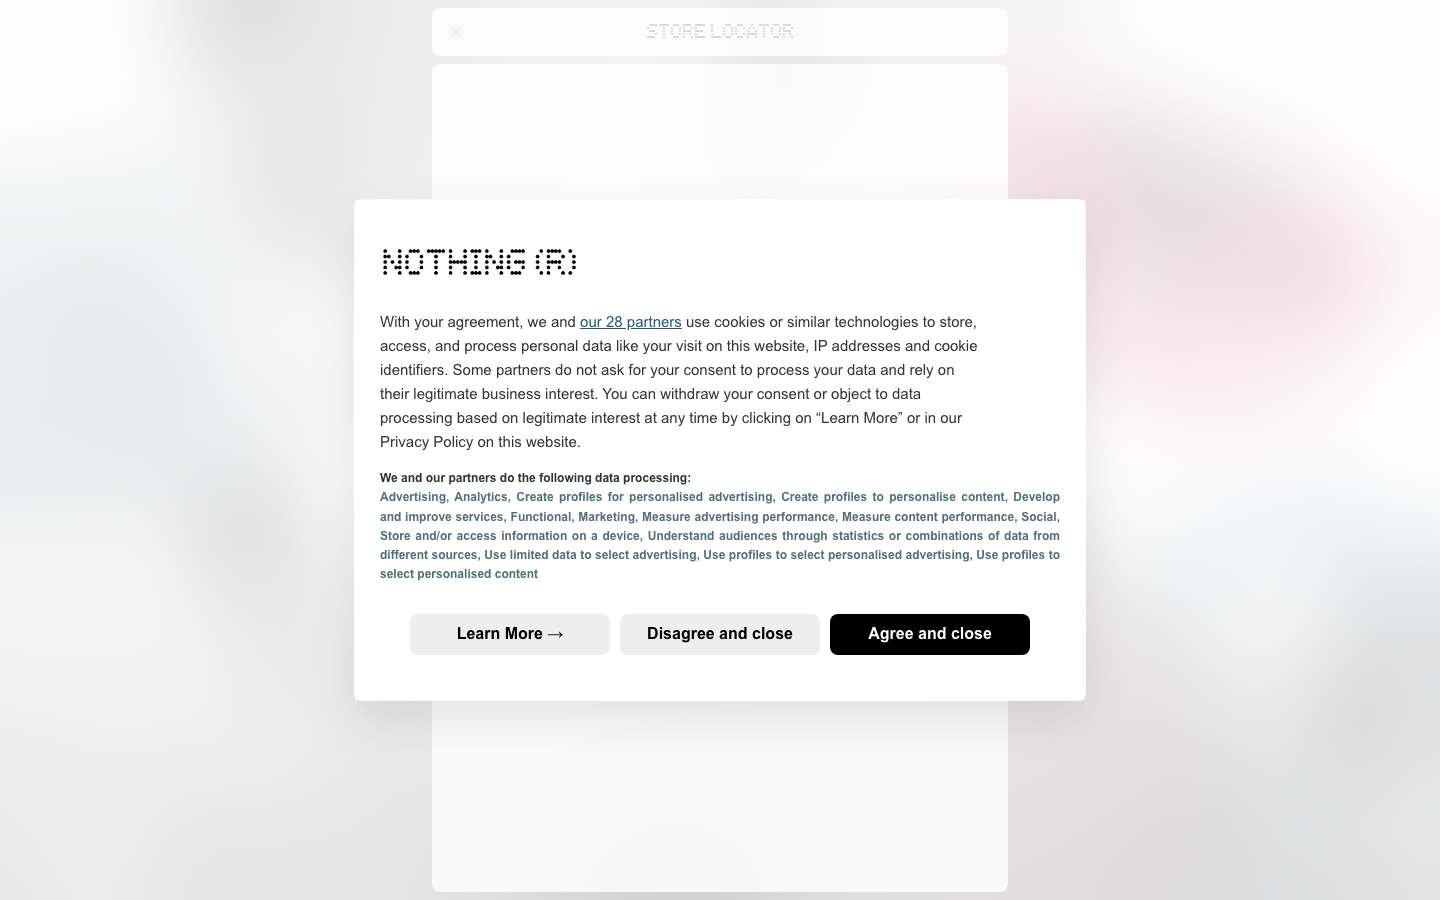 STORE LOCATOR
NOTHING (R)
With your agreement, we and our 28 partners use cookies or similar technologies to store,
access, and process personal data like your visit on this website, IP addresses and cookie
identifiers. Some partners do not ask for your consent to process your data and rely on
their legitimate business interest. You can withdraw your consent or object to data
processing based on legitimate interest at any time by clicking on “Learn More” or in our
Privacy Policy on this website.
We and our partners do the following data processing:
Advertising, Analytics, Create profiles for personalised advertising, Create profiles to personalise content, Develop
and improve services, Functional, Marketing, Measure advertising performance, Measure content performance, Social,
Store and/or access information on a device, Understand audiences through statistics or combinations of data from
different sources, Use limited data to select advertising, Use profiles to select personalised advertising, Use profiles to
select personalised content
Learn More →
Disagree and close
Agree and close